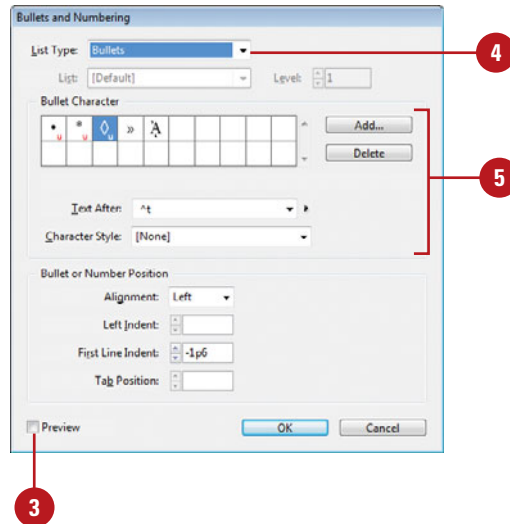 Bullets and Numbering
List Type: Bullets
4
List: [Default] Level: 1
Bullet Character
• u * u ◊ u » A
Add...
Delete
5
Text After: ^t
Character Style: [None]
Bullet or Number Position
Alignment: Left
Left Indent:
First Line Indent: -1p6
Tab Position:
Preview OK Cancel
3